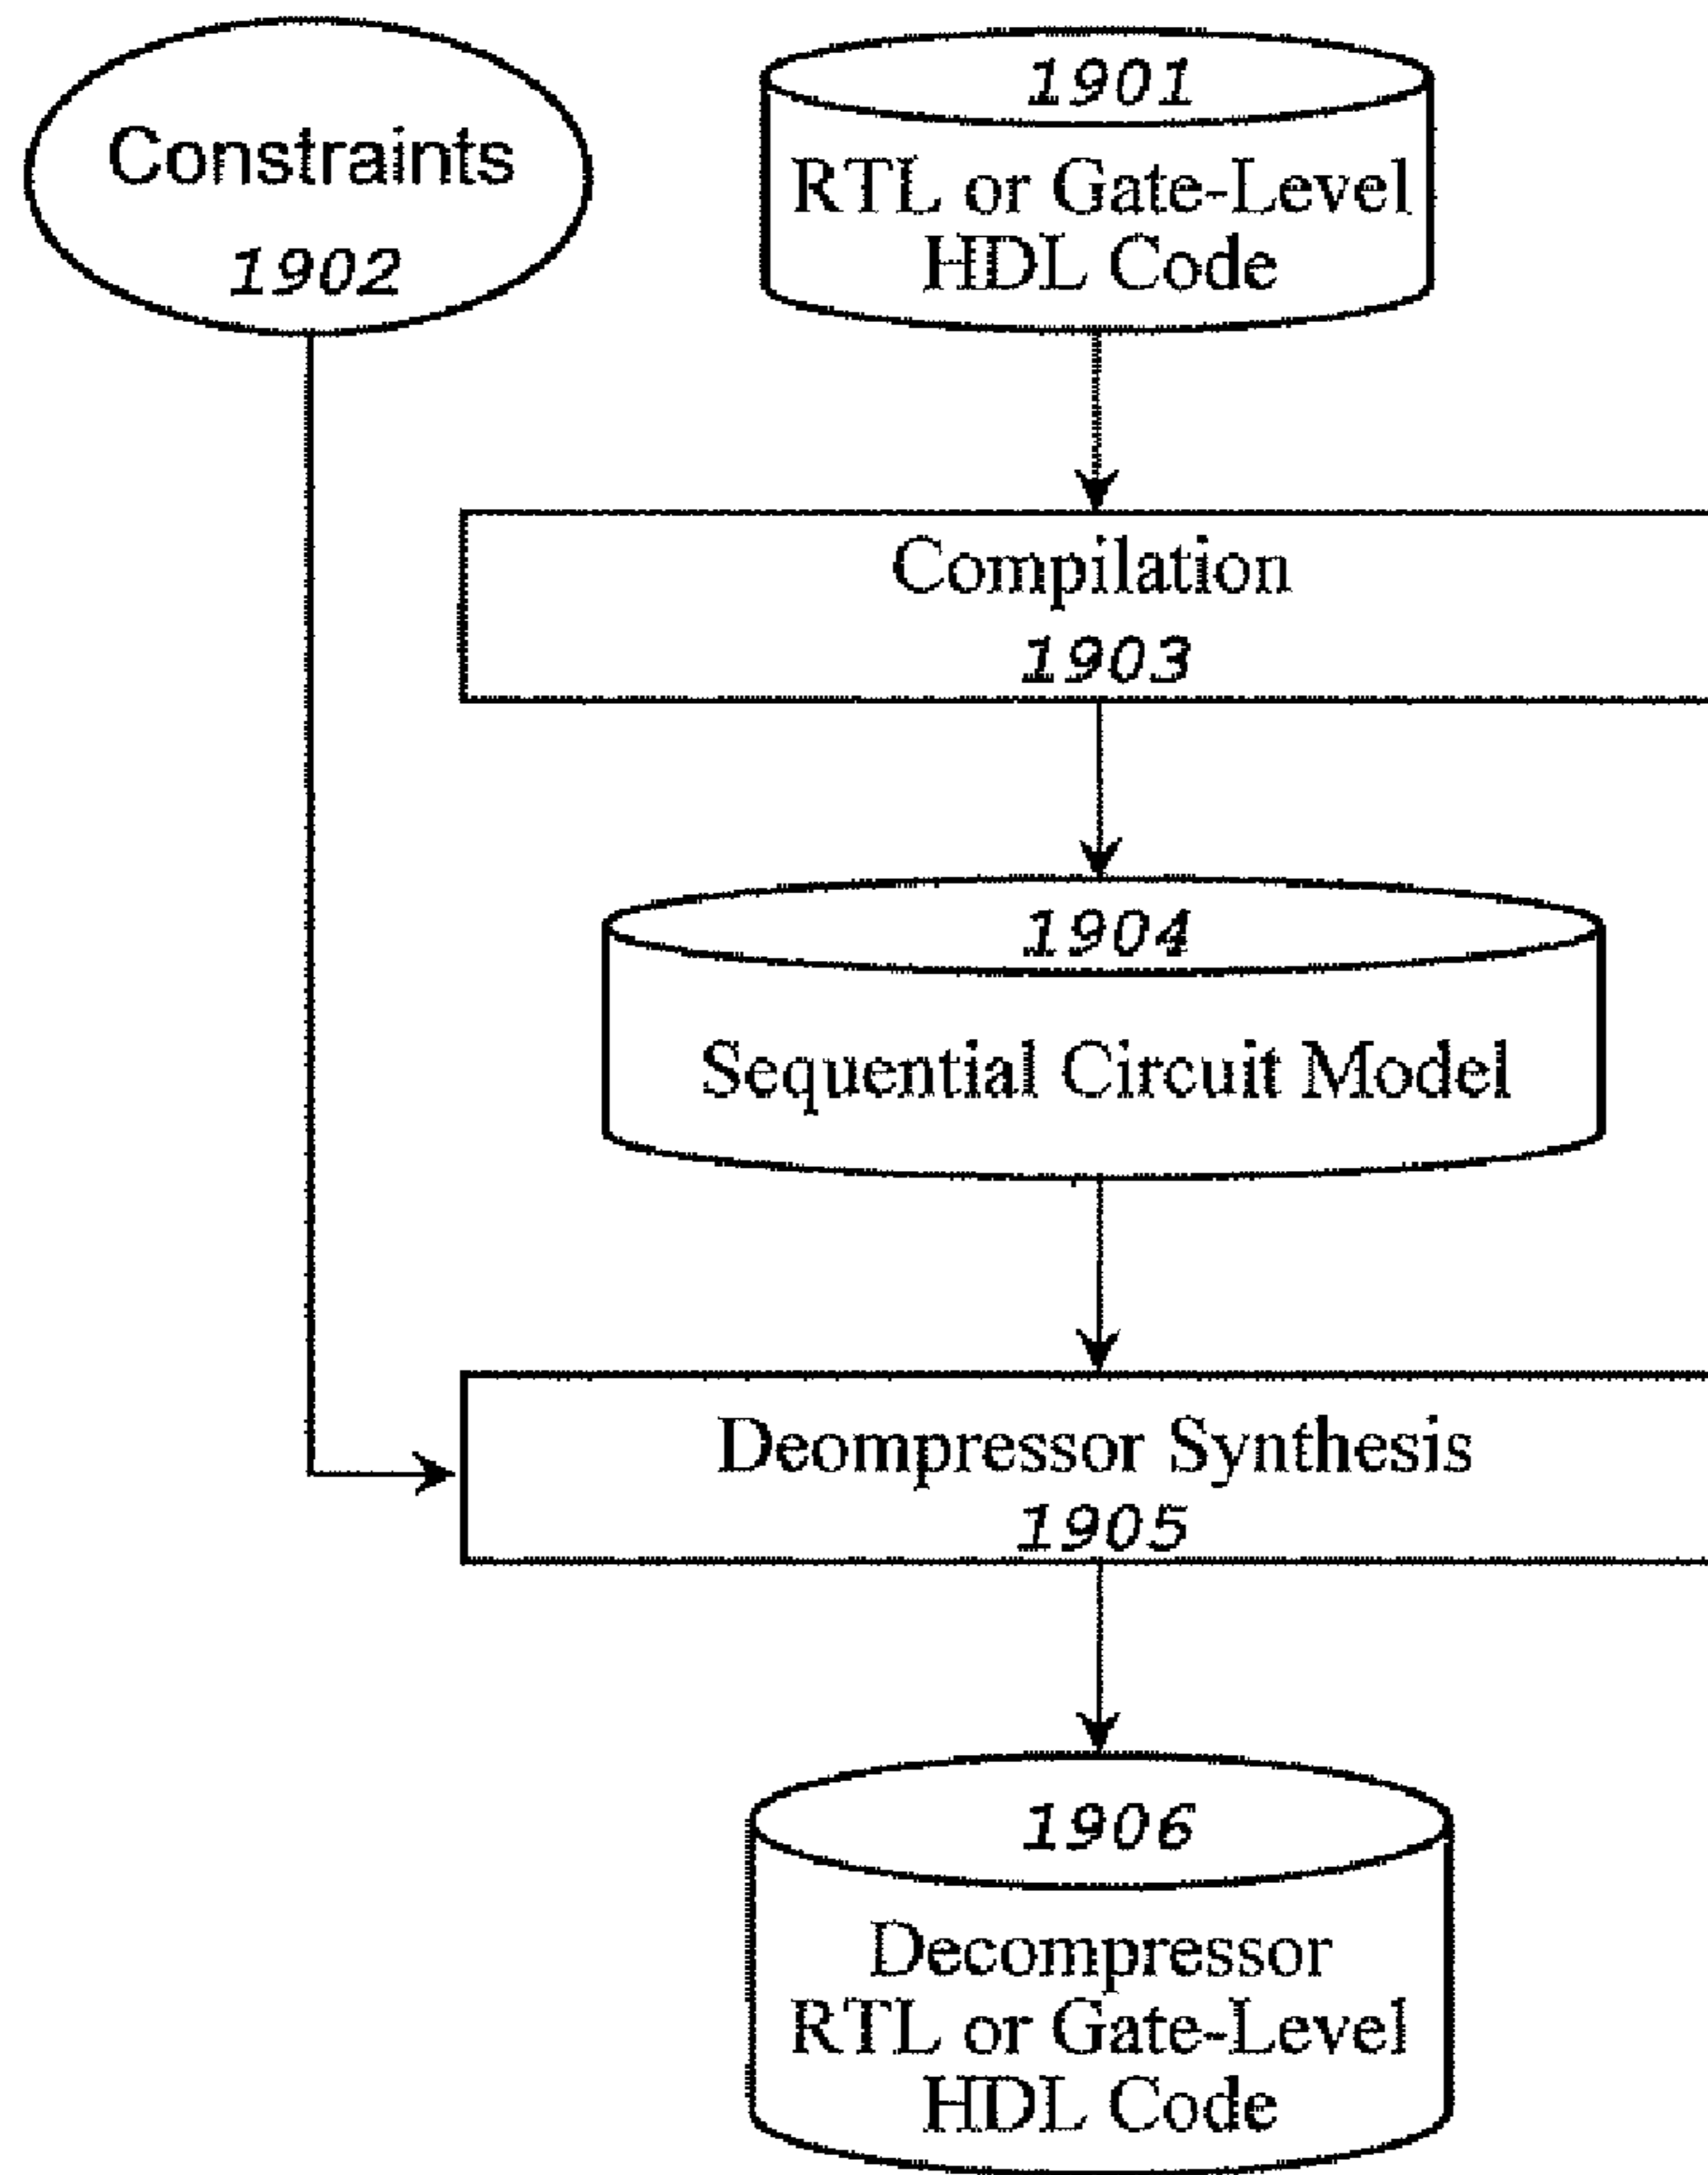 Constraints
1902
1901
RTL or Gate-Level
HDL Code
Compilation
1903
1904
Sequential Circuit Model
Deompressor Synthesis
1905
1906
Decompressor
RTL or Gate-Level
HDL Code